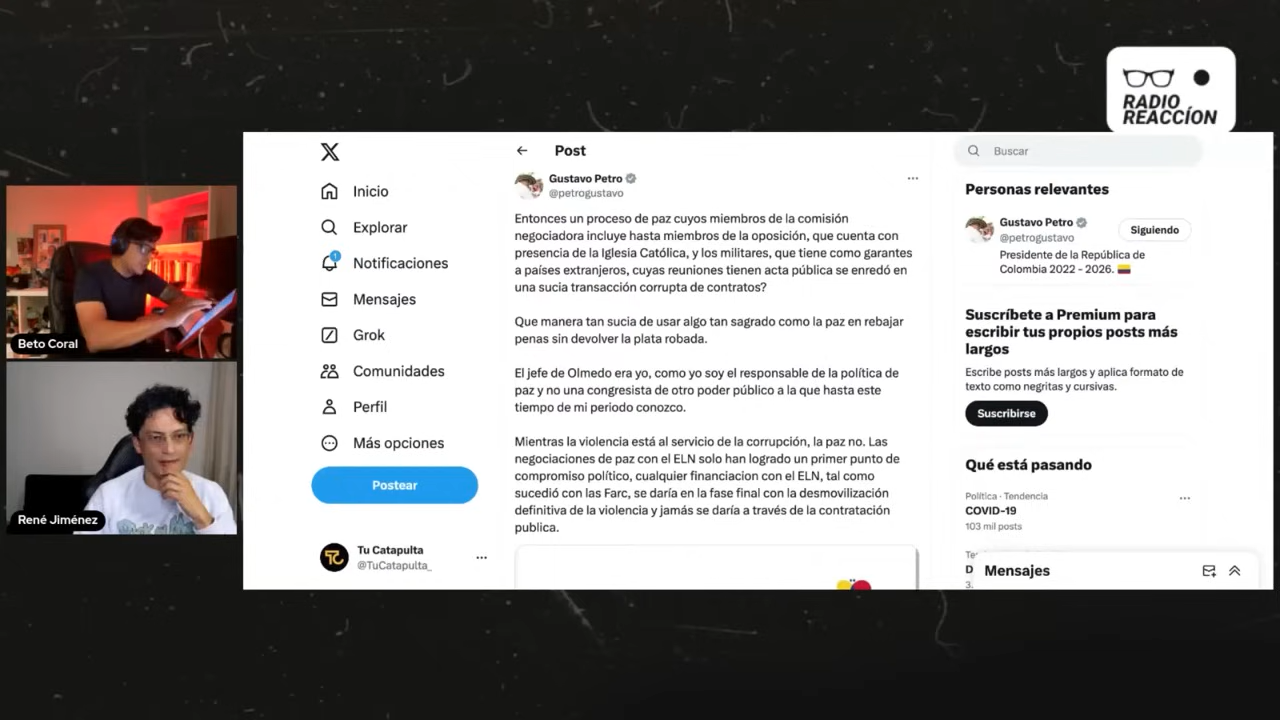 RADIO
REACCÍON
Beto Coral
René Jiménez
Inicio
Explorar
1
Notificaciones
Mensajes
Grok
Comunidades
Perfil
Más opciones
Postear
Tu Catapulta
@TuCatapulta_
Post
Gustavo Petro
@petrogustavo
Entonces un proceso de paz cuyos miembros de la comisión
negociadora incluye hasta miembros de la oposición, que cuenta con
presencia de la Iglesia Católica, y los militares, que tiene como garantes
a países extranjeros, cuyas reuniones tienen acta pública se enredó en
una sucia transacción corrupta de contratos?
Que manera tan sucia de usar algo tan sagrado como la paz en rebajar
penas sin devolver la plata robada.
El jefe de Olmedo era yo, como yo soy el responsable de la política de
paz y no una congresista de otro poder público a la que hasta este
tiempo de mi periodo conozco.
Mientras la violencia está al servicio de la corrupción, la paz no. Las
negociaciones de paz con el ELN solo han logrado un primer punto de
compromiso político, cualquier financiacion con el ELN, tal como
sucedió con las Farc, se daría en la fase final con la desmovilización
definitiva de la violencia y jamás se daría a través de la contratación
publica.
Buscar
Personas relevantes
Gustavo Petro
@petrogustavo
Siguiendo
Presidente de la República de
Colombia 2022 - 2026.
Suscríbete a Premium para
escribir tus propios posts más
largos
Escribe posts más largos y aplica formato de
texto como negritas y cursivas.
Suscribirse
Qué está pasando
Política · Tendencia
COVID-19
103 mil posts
Te
D
3.
Mensajes